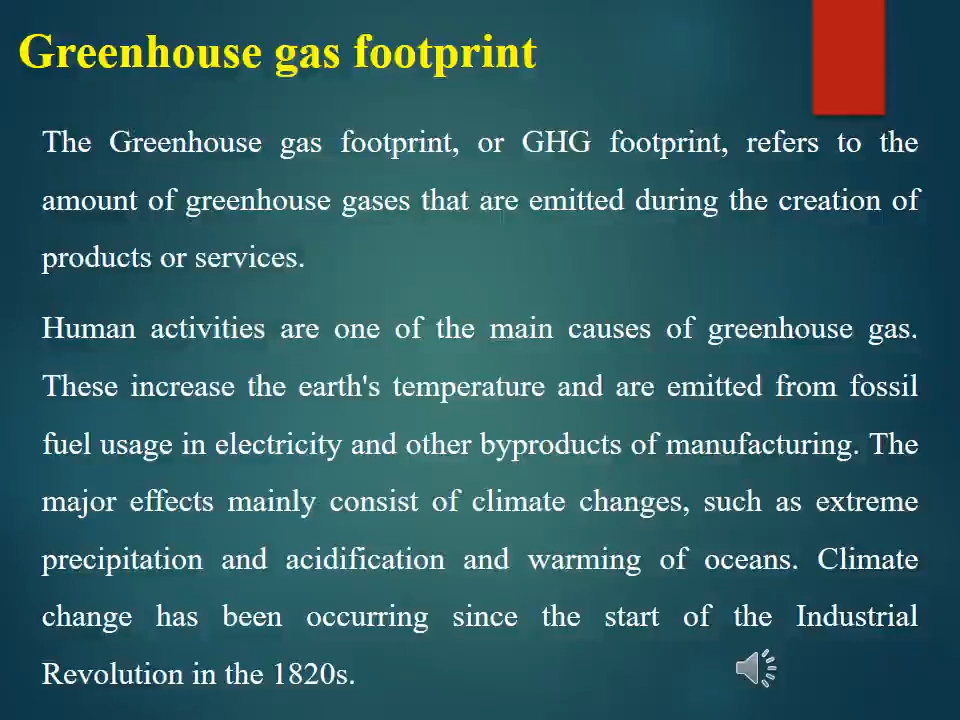 Greenhouse gas footprint
The Greenhouse gas footprint, or GHG footprint, refers to the
amount of greenhouse gases that are emitted during the creation of
products or services.
Human activities are one of the main causes of greenhouse gas.
These increase the earth's temperature and are emitted from fossil
fuel usage in electricity and other byproducts of manufacturing. The
major effects mainly consist of climate changes, such as extreme
precipitation and acidification and warming of oceans. Climate
change has been occurring since the start of the Industrial
Revolution in the 1820s.